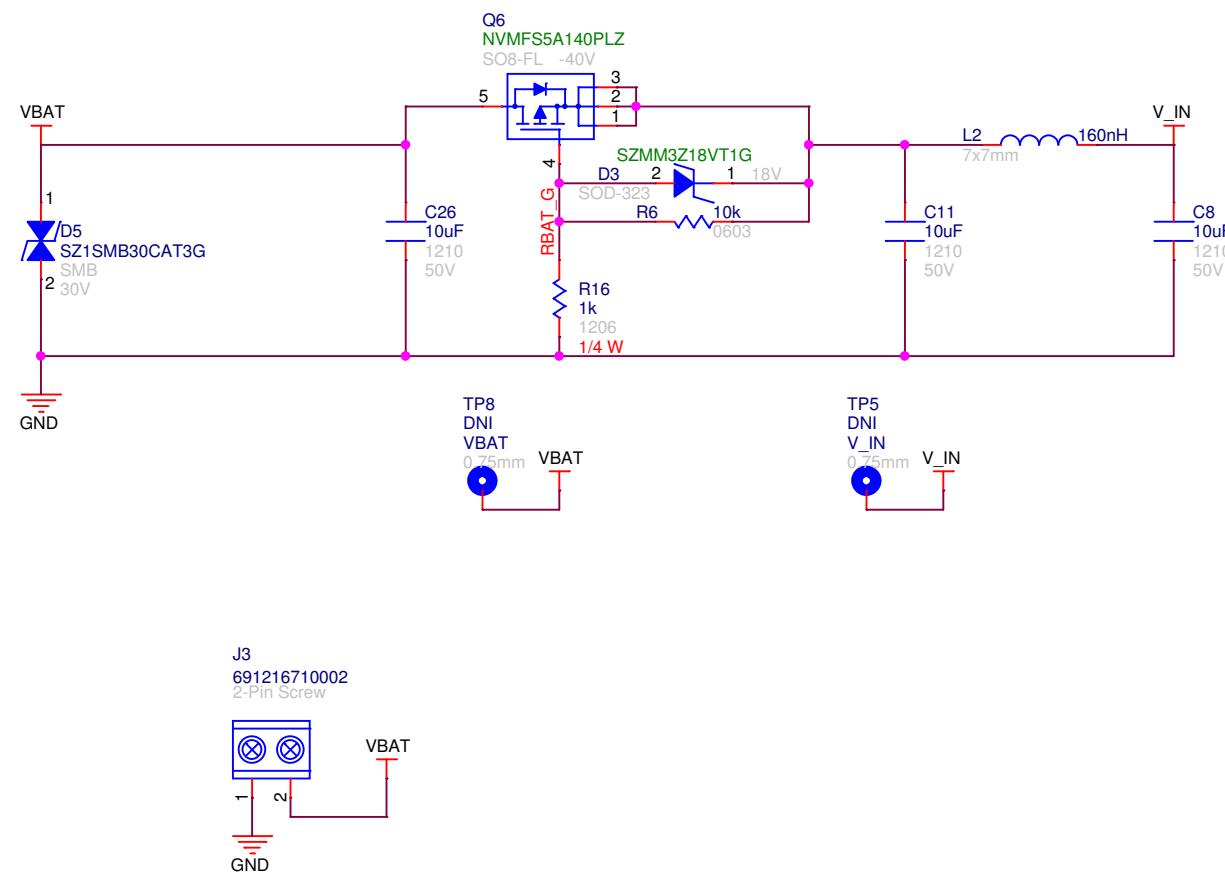 Q6
NVMFS5A140PLZ
SO8-FL -40V
VBAT
5
3
2
1
4
V_IN
L2
160nH
7x7mm
SZMM3Z18VT1G
D3
2
1
18V
SOD-323
RBAT_G
R6
10k
0603
1
D5
SZ1SMB30CAT3G
SMB
2
30V
C26
10uF
1210
50V
C11
10uF
1210
50V
C8
10uF
1210
50V
R16
1k
1206
1/4 W
GND
TP8
DNI
VBAT
0.75mm
VBAT
TP5
DNI
V_IN
0.75mm
V_IN
J3
691216710002
2-Pin Screw
VBAT
1
2
GND